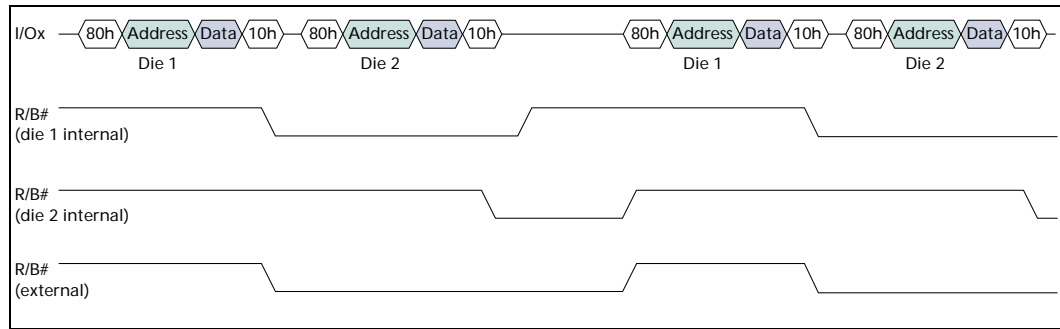 I/Ox 80h Address Data 10h 80h Address Data 10h 80h Address Data 10h 80h Address Data 10h
Die 1 Die 2 Die 1 Die 2
R/B#
(die 1 internal)
R/B#
(die 2 internal)
R/B#
(external)